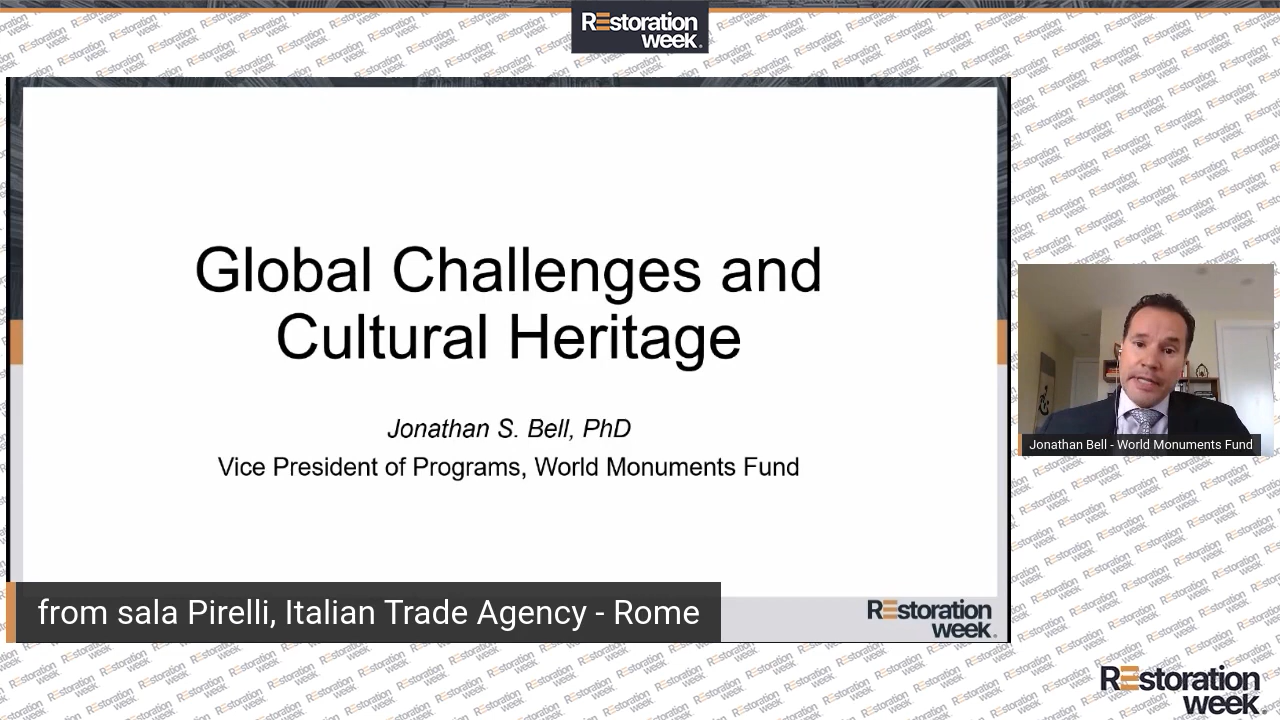 REstoration
week.
Global Challenges and
Cultural Heritage
Jonathan S. Bell, PhD
Vice President of Programs, World Monuments Fund
Jonathan Bell - World Monuments Fund
from sala Pirelli, Italian Trade Agency - Rome
REstoration
week.
REstoration
week.